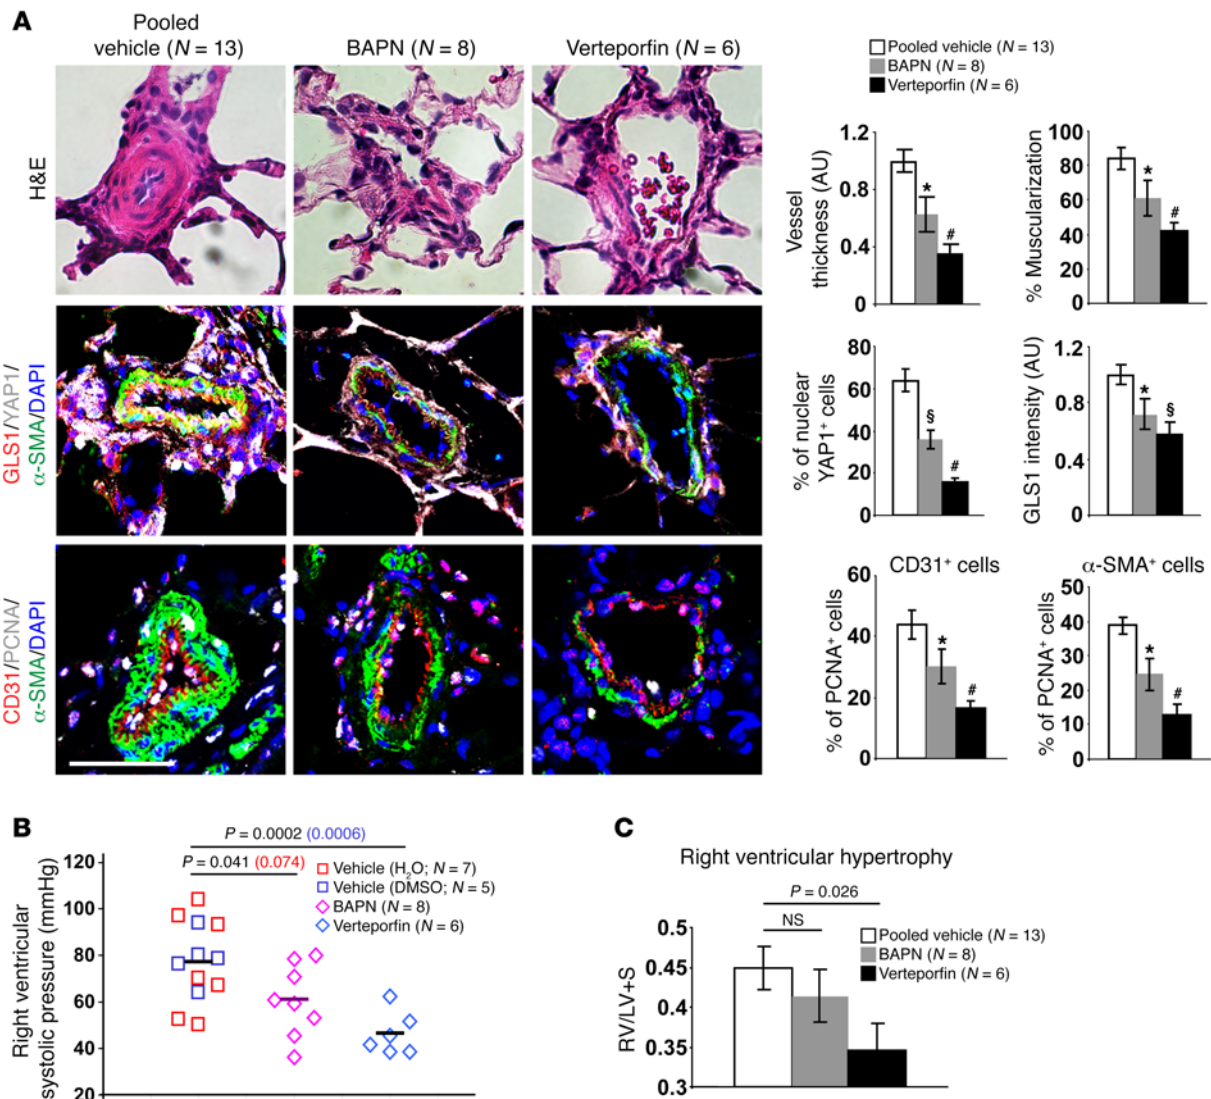 A
Pooled
vehicle (N = 13)
BAPN (N = 8)
Verteporfin (N = 6)
H&E
GLS1/YAP1/
α-SMA/DAPI
CD31/PCNA/
α-SMA/DAPI
Pooled vehicle (N = 13)
BAPN (N = 8)
Verteporfin (N = 6)
Vessel
thickness (AU)
1.2
0.8
0.4
0
*
#
% Muscularization
100
80
60
40
20
0
*
#
% of nuclear
YAP1⁺ cells
80
60
40
20
0
§
#
GLS1 intensity (AU)
1.2
0.8
0.4
0
*
§
CD31⁺ cells
% of PCNA⁺ cells
60
40
20
0
*
#
α-SMA⁺ cells
% of PCNA⁺ cells
50
40
30
20
10
0
*
#
B
Right ventricular
systolic pressure (mmHg)
120
100
80
60
40
20
P = 0.0002 (0.0006)
P = 0.041 (0.074)
Vehicle (H₂O; N = 7)
Vehicle (DMSO; N = 5)
BAPN (N = 8)
Verteporfin (N = 6)
C
Right ventricular hypertrophy
P = 0.026
NS
Pooled vehicle (N = 13)
BAPN (N = 8)
Verteporfin (N = 6)
RV/LV+S
0.5
0.45
0.4
0.35
0.3